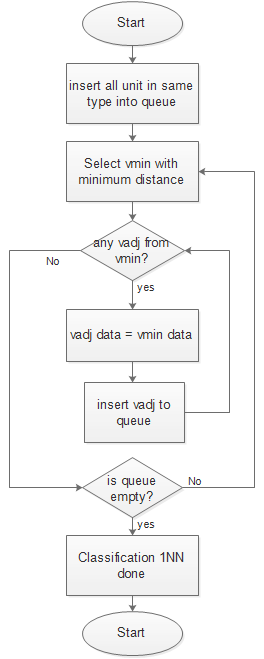 Start
insert all unit in same
type into queue
Select vmin with
minimum distance
any vadj from
vmin?
No
yes
vadj data = vmin data
insert vadj to
queue
is queue
empty?
No
yes
Classification 1NN
done
Start